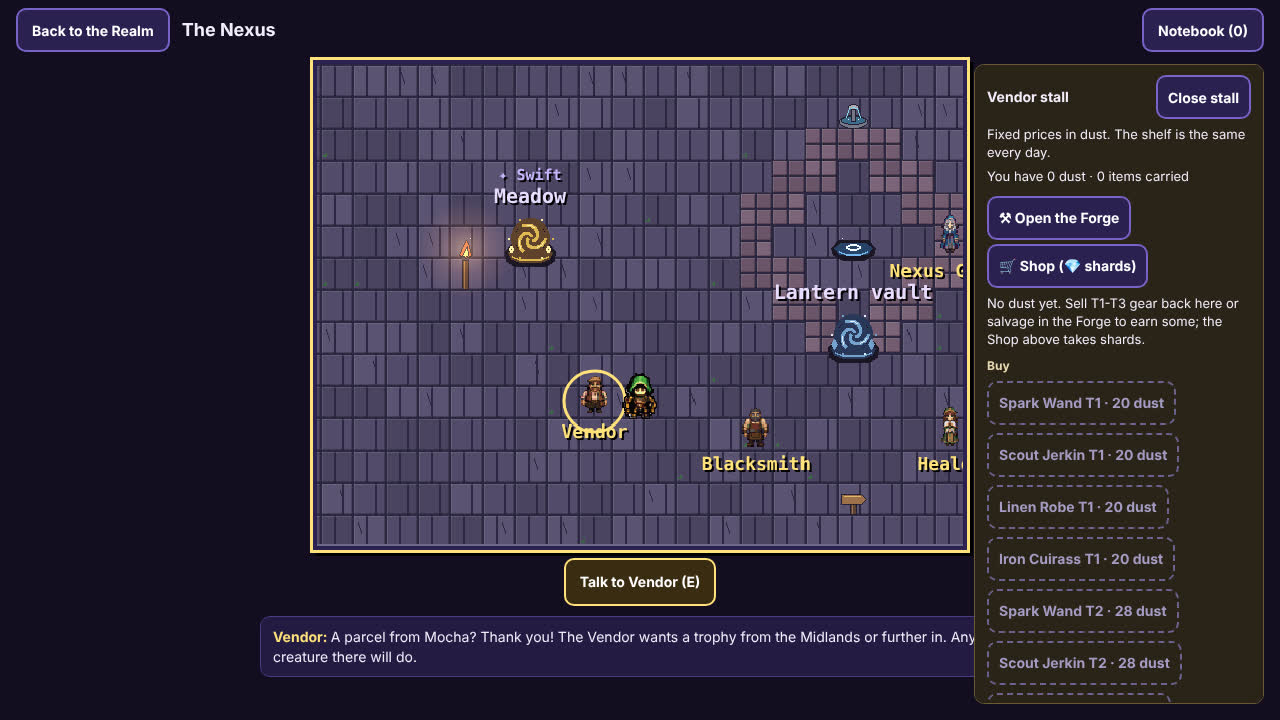 Back to the Realm
The Nexus
Notebook (0)
✦ Swift
Meadow
Nexus G
Lantern vault
Vendor
Blacksmith
Heal
Talk to Vendor (E)
Vendor: A parcel from Mocha? Thank you! The Vendor wants a trophy from the Midlands or further in. Any
creature there will do.
Vendor stall
Close stall
Fixed prices in dust. The shelf is the same
every day.
You have 0 dust · 0 items carried
⚒ Open the Forge
🛒 Shop (💎 shards)
No dust yet. Sell T1-T3 gear back here or
salvage in the Forge to earn some; the
Shop above takes shards.
Buy
Spark Wand T1 · 20 dust
Scout Jerkin T1 · 20 dust
Linen Robe T1 · 20 dust
Iron Cuirass T1 · 20 dust
Spark Wand T2 · 28 dust
Scout Jerkin T2 · 28 dust